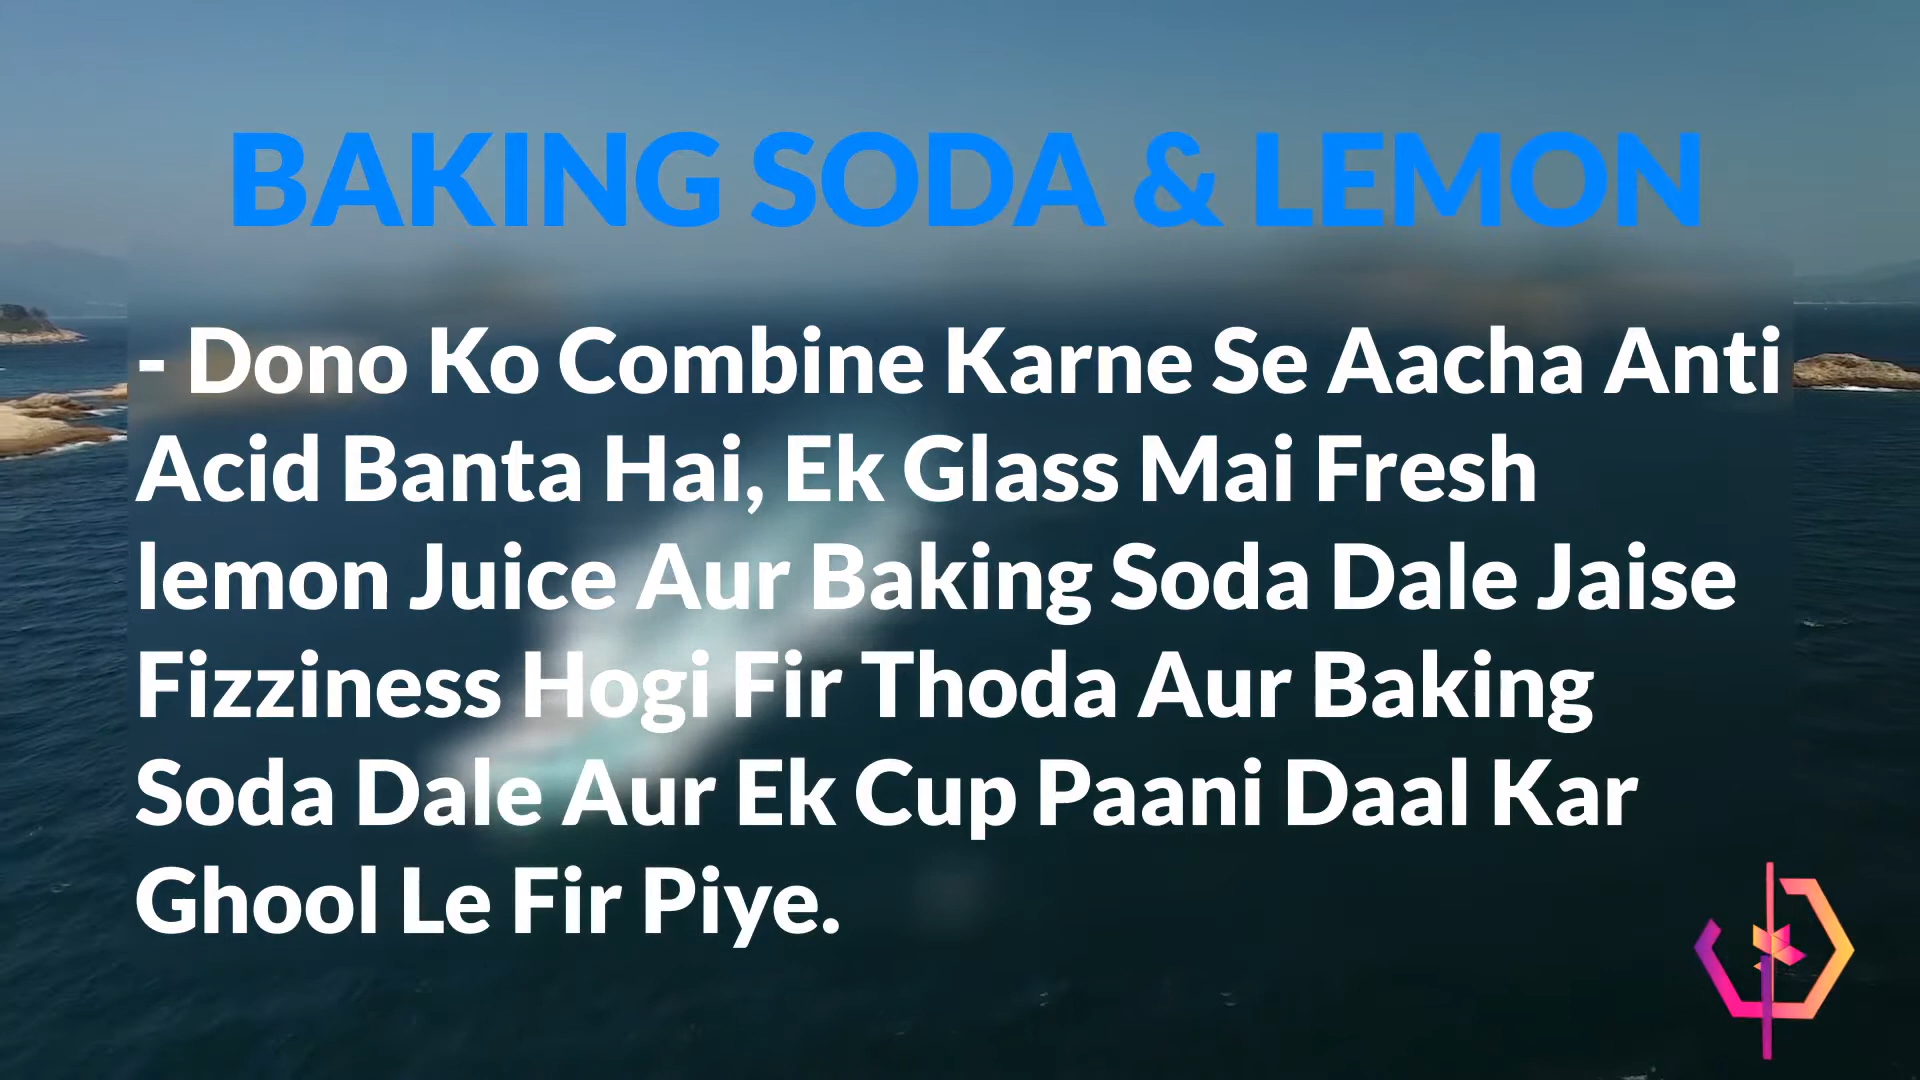 BAKING SODA & LEMON
- Dono Ko Combine Karne Se Aacha Anti
Acid Banta Hai, Ek Glass Mai Fresh
lemon Juice Aur Baking Soda Dale Jaise
Fizziness Hogi Fir Thoda Aur Baking
Soda Dale Aur Ek Cup Paani Daal Kar
Ghool Le Fir Piye.